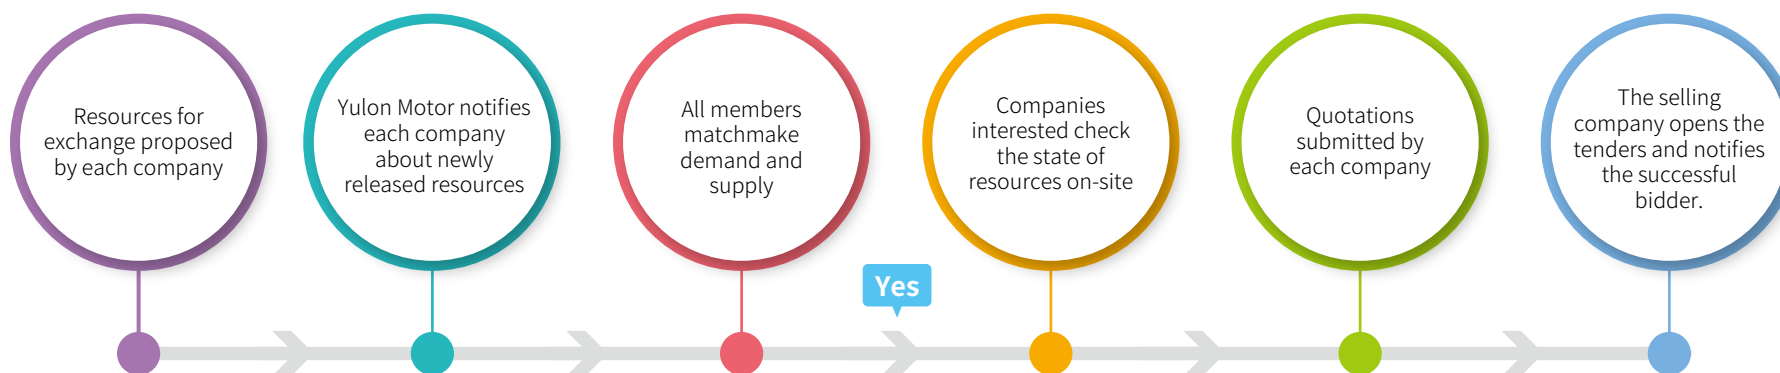 Resources for
exchange proposed
by each company
Yulon Motor notifies
each company
about newly
released resources
All members
matchmake
demand and
supply
Yes
Companies
interested check
the state of
resources on-site
Quotations
submitted by
each company
The selling
company opens the
tenders and notifies
the successful
bidder.